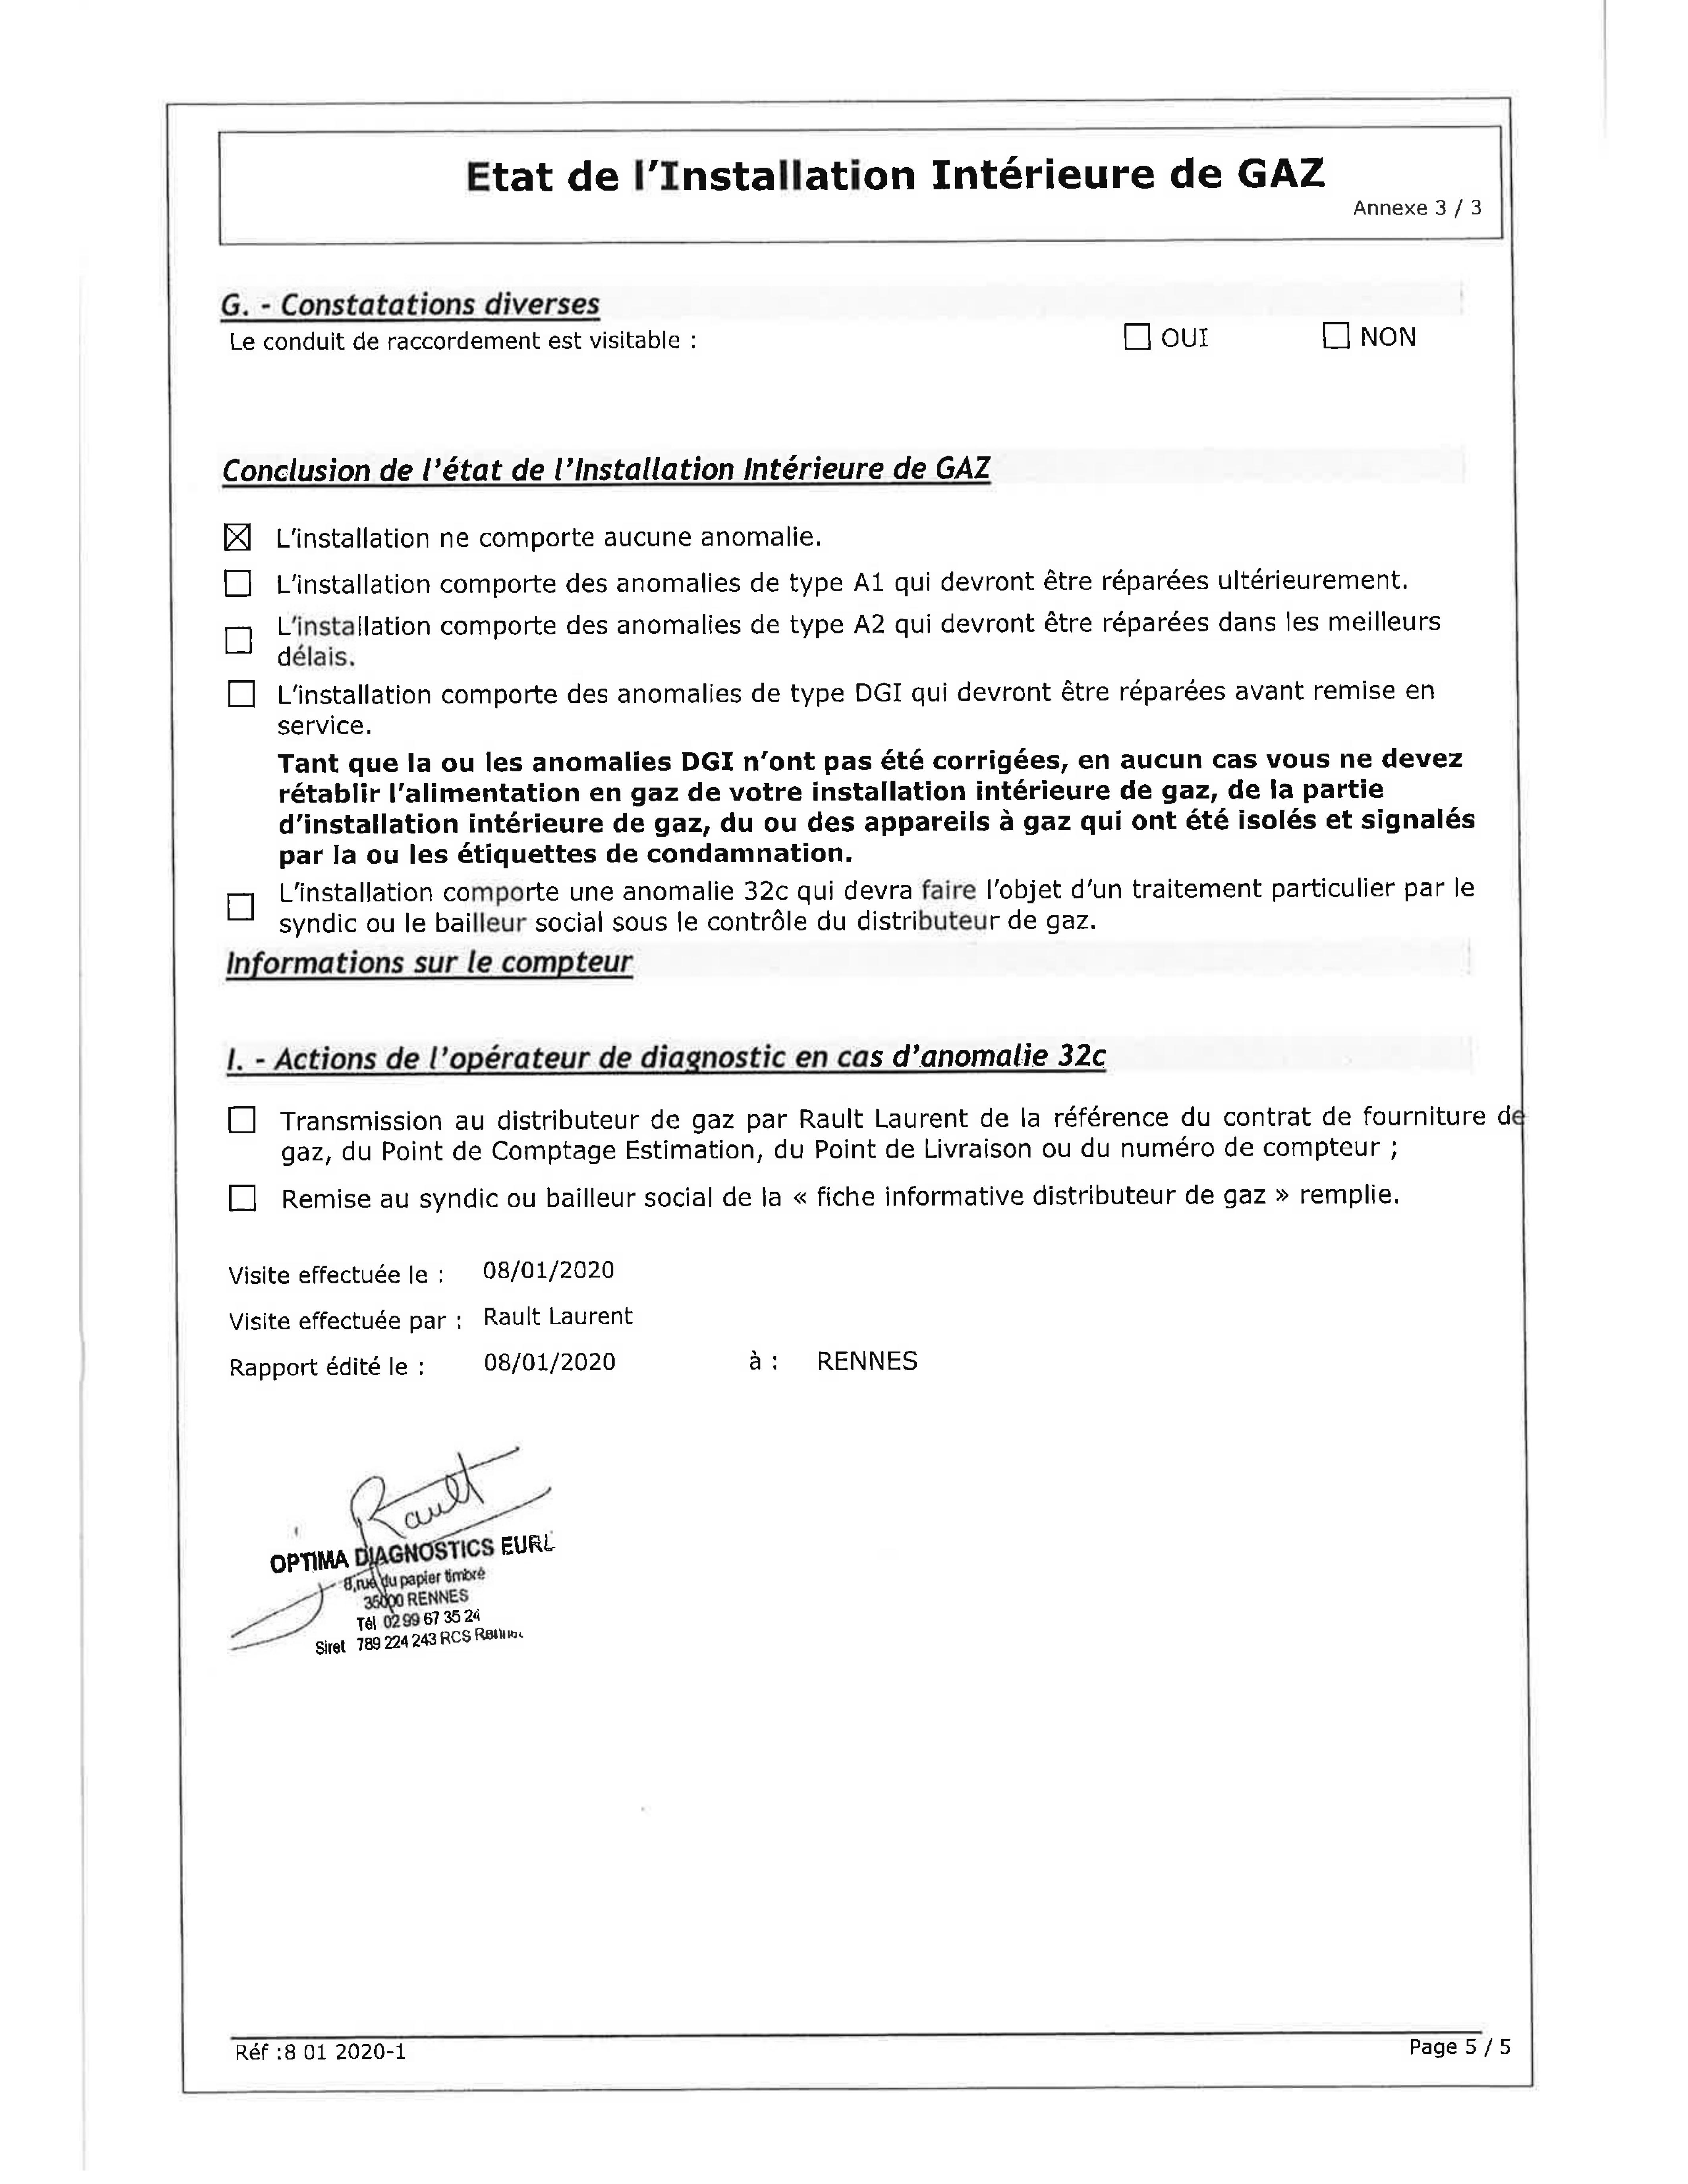 Etat de l'Installation Intérieure de GAZ
Annexe 3 / 3
G. - Constatations diverses
Le conduit de raccordement est visitable :
☐ OUI ☐ NON
Conclusion de l'état de l'Installation Intérieure de GAZ
☒ L'installation ne comporte aucune anomalie.
☐ L'installation comporte des anomalies de type A1 qui devront être réparées ultérieurement.
☐ L'installation comporte des anomalies de type A2 qui devront être réparées dans les meilleurs
délais.
☐ L'installation comporte des anomalies de type DGI qui devront être réparées avant remise en
service.
Tant que la ou les anomalies DGI n'ont pas été corrigées, en aucun cas vous ne devez
rétablir l'alimentation en gaz de votre installation intérieure de gaz, de la partie
d'installation intérieure de gaz, du ou des appareils à gaz qui ont été isolés et signalés
par la ou les étiquettes de condamnation.
☐ L'installation comporte une anomalie 32c qui devra faire l'objet d'un traitement particulier par le
syndic ou le bailleur social sous le contrôle du distributeur de gaz.
Informations sur le compteur
I. - Actions de l'opérateur de diagnostic en cas d'anomalie 32c
☐ Transmission au distributeur de gaz par Rault Laurent de la référence du contrat de fourniture de
gaz, du Point de Comptage Estimation, du Point de Livraison ou du numéro de compteur ;
☐ Remise au syndic ou bailleur social de la « fiche informative distributeur de gaz » remplie.
Visite effectuée le : 08/01/2020
Visite effectuée par : Rault Laurent
Rapport édité le : 08/01/2020 à : RENNES
Rault
OPTIMA DIAGNOSTICS EURL
8,rue du papier timbré
35000 RENNES
Tél 02 99 67 35 24
Siret 789 224 243 RCS
Réf :8 01 2020-1
Page 5 / 5